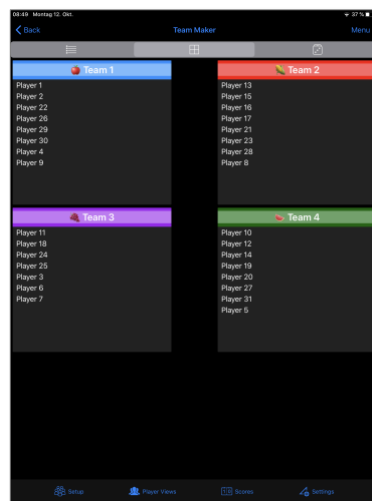 08:49 Montag 12. Okt.
37 %
Back
Team Maker
Menu
Team 1
Player 1
Player 2
Player 22
Player 26
Player 29
Player 30
Player 4
Player 9
Team 2
Player 13
Player 15
Player 16
Player 17
Player 21
Player 23
Player 28
Player 8
Team 3
Player 11
Player 18
Player 24
Player 25
Player 3
Player 6
Player 7
Team 4
Player 10
Player 12
Player 14
Player 19
Player 20
Player 27
Player 31
Player 5
Setup
Player Views
Scores
Settings